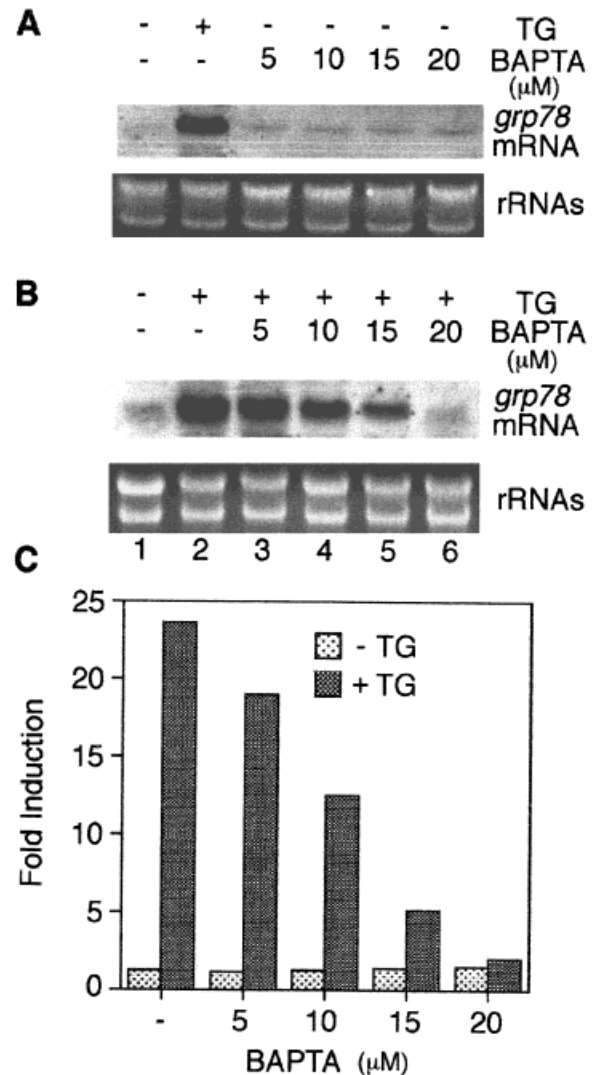 A
- + - - - - TG
- - 5 10 15 20 BAPTA
(μM)
grp78
mRNA
rRNAs
B
- + + + + + TG
- - 5 10 15 20 BAPTA
(μM)
grp78
mRNA
rRNAs
1 2 3 4 5 6
C
25
20
15
10
5
0
Fold Induction
- TG
+ TG
- 5 10 15 20
BAPTA (μM)